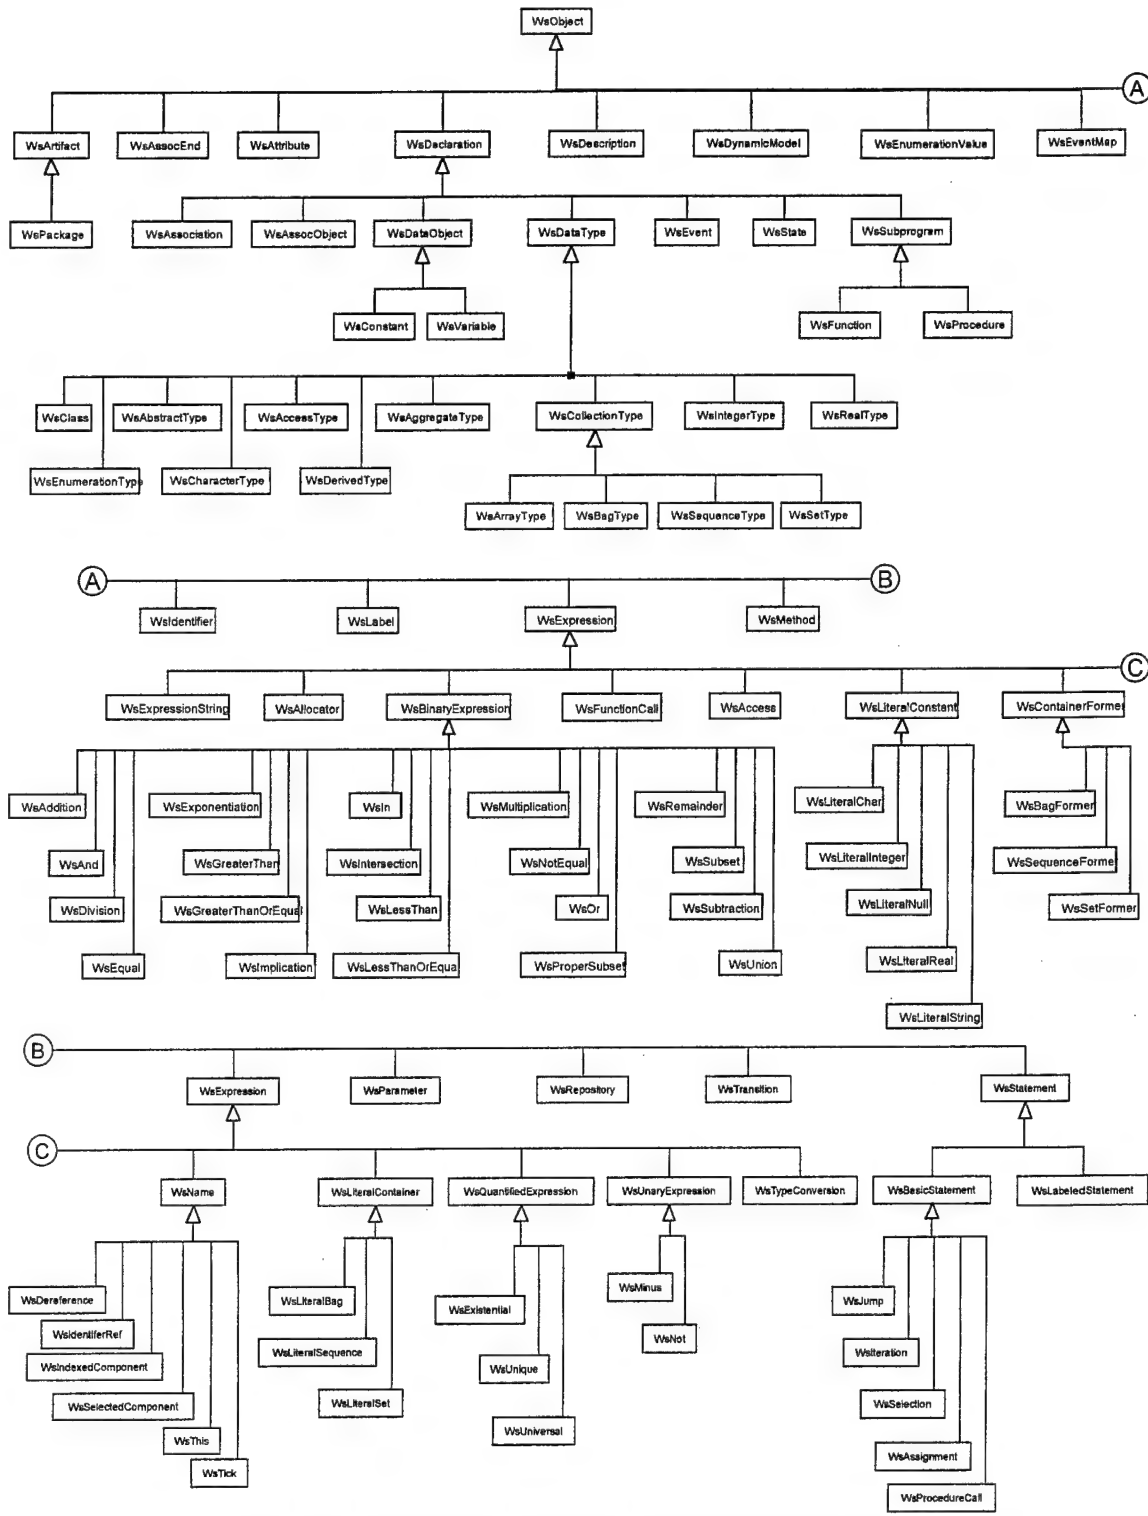 WsObject
A
WsArtifact WsAssocEnd WsAttribute WsDeclaration WsDescription WsDynamicModel WsEnumerationValue WsEventMap
WsPackage WsAssociation WsAssocObject WsDataObject WsDataType WsEvent WsState WsSubprogram
WsConstant WsVariable WsFunction WsProcedure
WsClass WsAbstractType WsAccessType WsAggregateType WsCollectionType WsIntegerType WsRealType
WsEnumerationType WsCharacterType WsDerivedType
WsArrayType WsBagType WsSequenceType WsSetType
A B
WsIdentifier WsLabel WsExpression WsMethod
C
WsExpressionString WsAllocator WsBinaryExpression WsFunctionCall WsAccess WsLiteralConstant WsContainerFormer
WsAddition WsExponentiation WsIn WsMultiplication WsRemainder WsLiteralChar WsBagFormer
WsAnd WsGreaterThan WsIntersection WsNotEqual WsSubset WsLiteralInteger WsSequenceForme
WsDivision WsGreaterThanOrEqual WsLessThan WsOr WsSubtraction WsLiteralNull WsSetFormer
WsEqual WsImplication WsLessThanOrEqua WsProperSubset WsUnion WsLiteralReal
WsLiteralString
B
WsExpression WsParameter WsRepository WsTransition WsStatement
C
WsName WsLiteralContainer WsQuantifiedExpression WsUnaryExpression WsTypeConversion WsBasicStatement WsLabeledStatement
WsDereference WsLiteralBag WsExistential WsMinus WsJump
WsIdentiferRef WsLiteralSequence WsUnique WsNot WsIteration
WsIndexedComponent
WsSelectedComponent WsLiteralSet WsUniversal WsSelection
WsThis WsAssignment
WsTick WsProcedureCall